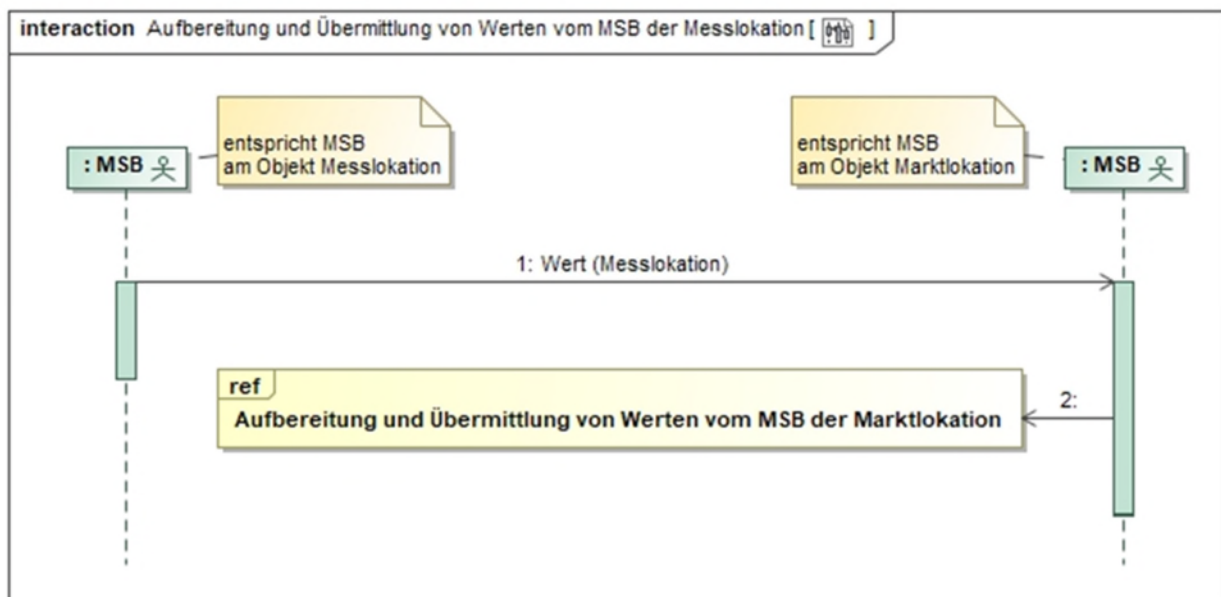 interaction Aufbereitung und Übermittlung von Werten vom MSB der Messlokation [ ]
entspricht MSB
am Objekt Messlokation
entspricht MSB
am Objekt Marktlokation
: MSB
: MSB
1: Wert (Messlokation)
ref
Aufbereitung und Übermittlung von Werten vom MSB der Marktlokation
2: